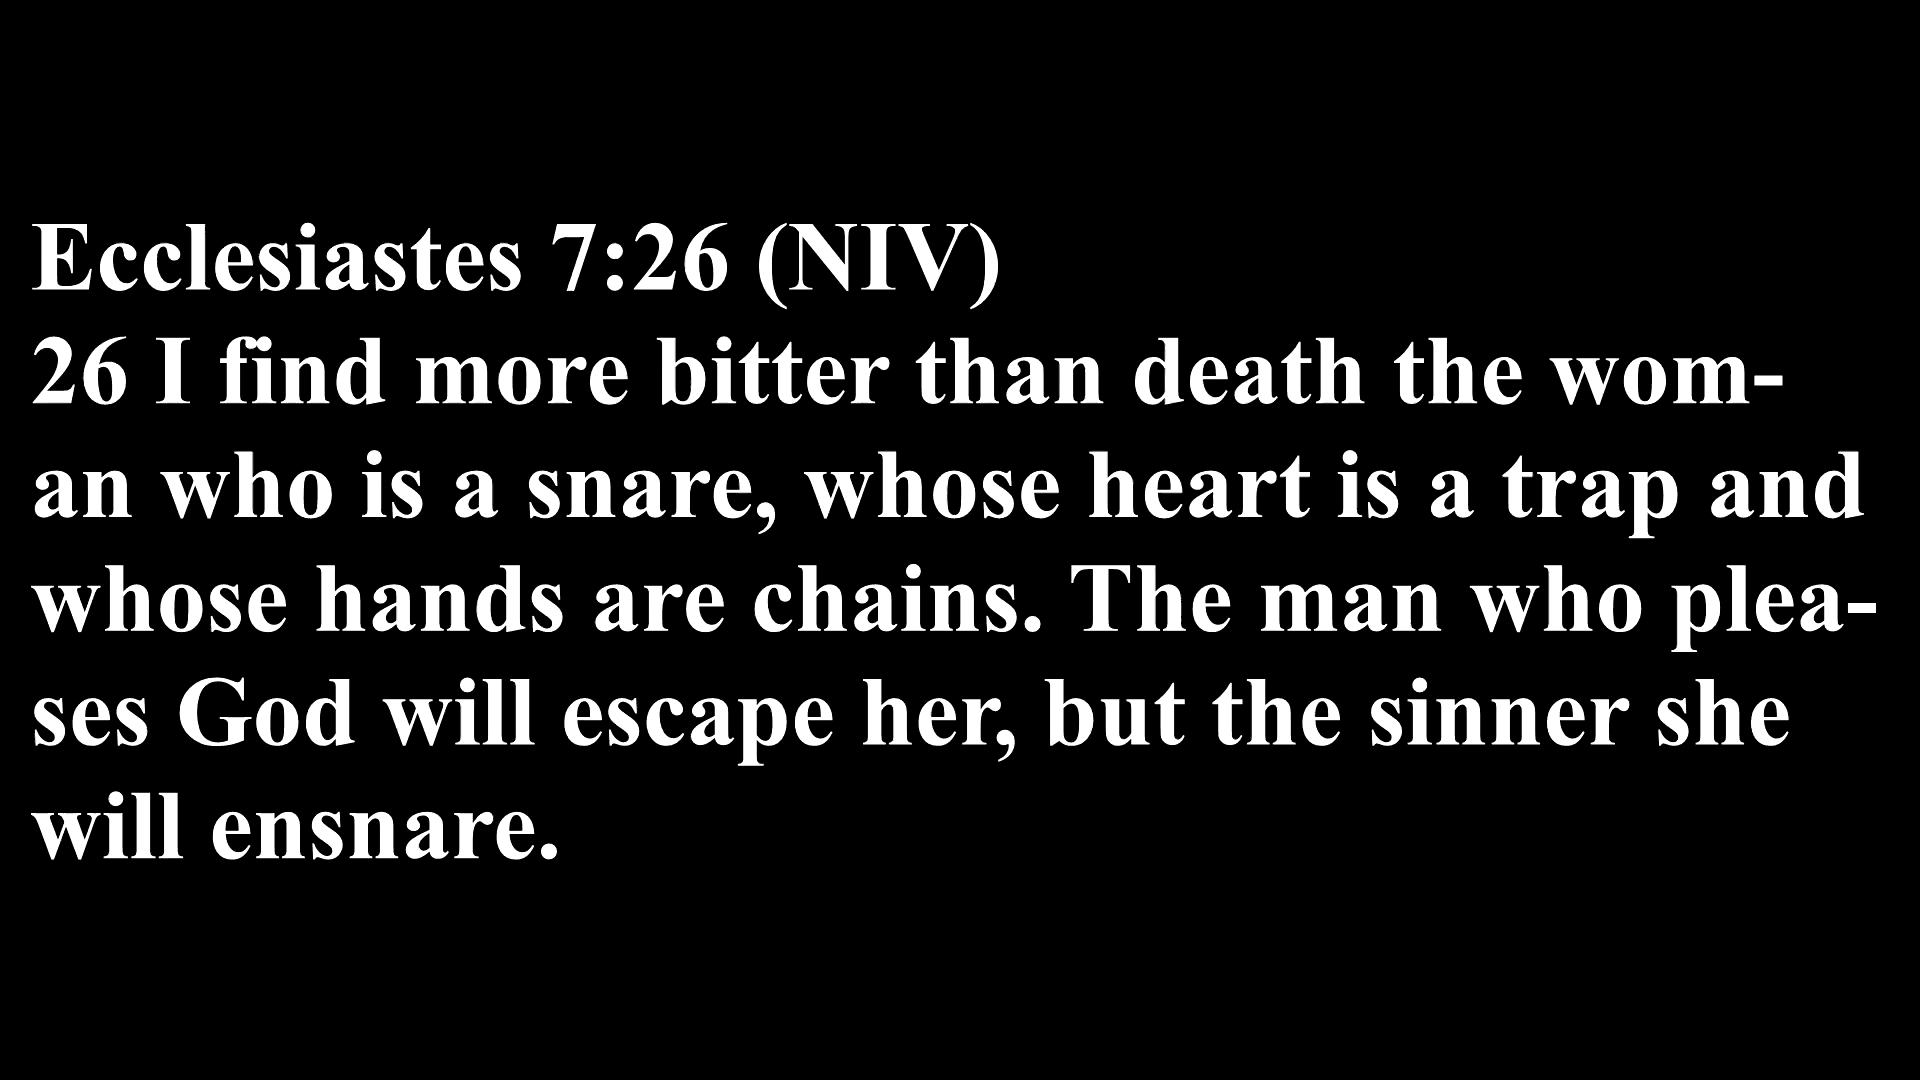 Ecclesiastes 7:26 (NIV)
26 I find more bitter than death the wom-
an who is a snare, whose heart is a trap and
whose hands are chains. The man who plea-
ses God will escape her, but the sinner she
will ensnare.